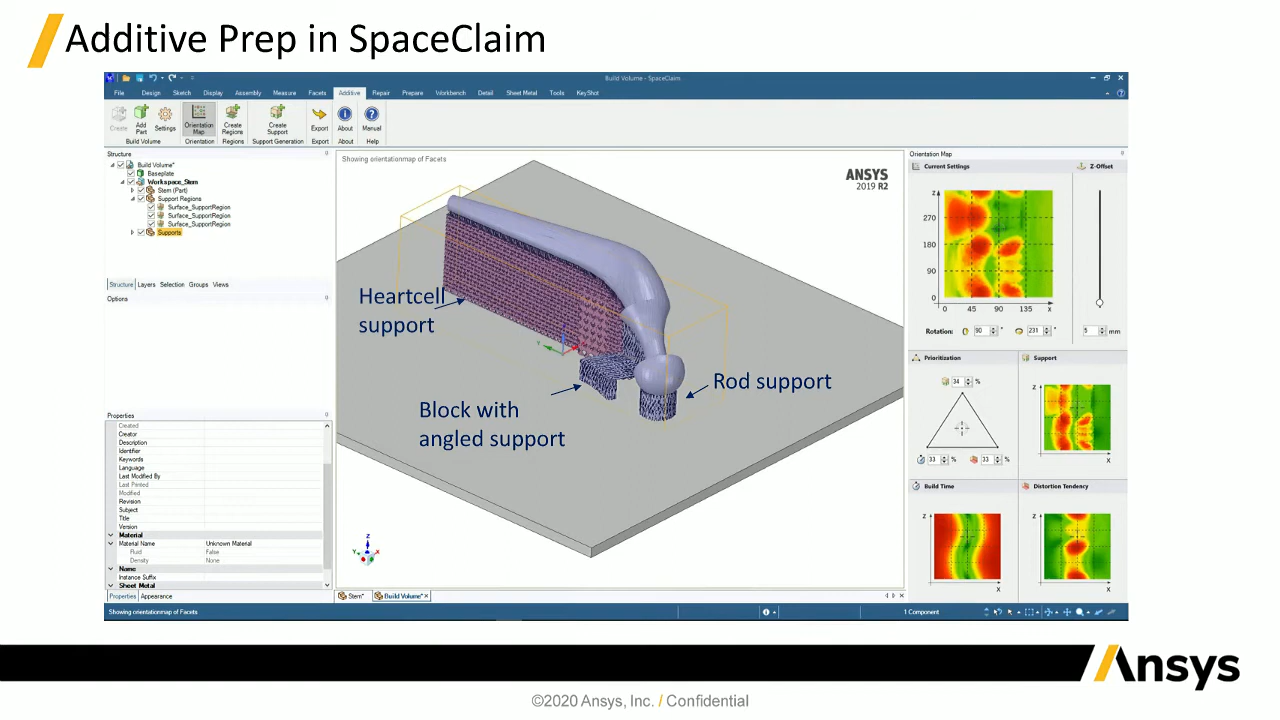 Additive Prep in SpaceClaim
Build Volume - SpaceClaim
File Design Sketch Display Assembly Measure Facets Additive Repair Prepare Workbench Detail Sheet Metal Tools KeyShot
Create Add Part Settings Orientation Map Create Regions Create Support Export About Manual
Build Volume Orientation Regions Support Generation Export About Help
Structure
Build Volume*
Baseplate
Workspace_Stem
Stem (Part)
Support Regions
Surface_SupportRegion
Surface_SupportRegion
Surface_SupportRegion
Supports
Structure Layers Selection Groups Views
Options
Properties
Created
Creator
Description
Identifier
Keywords
Language
Last Modified By
Last Printed
Modified
Revision
Subject
Title
Version
Material
Material Name Unknown Material
Fluid False
Density None
Name
Instance Suffix
Sheet Metal
Properties Appearance
Showing orientationmap of Facets
ANSYS
2019 R2
Heartcell
support
Block with
angled support
Rod support
Y
Z
Y X
Stem* Build Volume*
Showing orientationmap of Facets
1 Component
Orientation Map
Current Settings
Z-Offset
Z
270
180
90
0
0 45 90 135 X
Rotation: 90 ° 231 °
5 mm
Prioritization
34 %
33 % 33 %
Support
Z
X
Build Time
Z
X
Distortion Tendency
Z
X
Ansys
©2020 Ansys, Inc. / Confidential